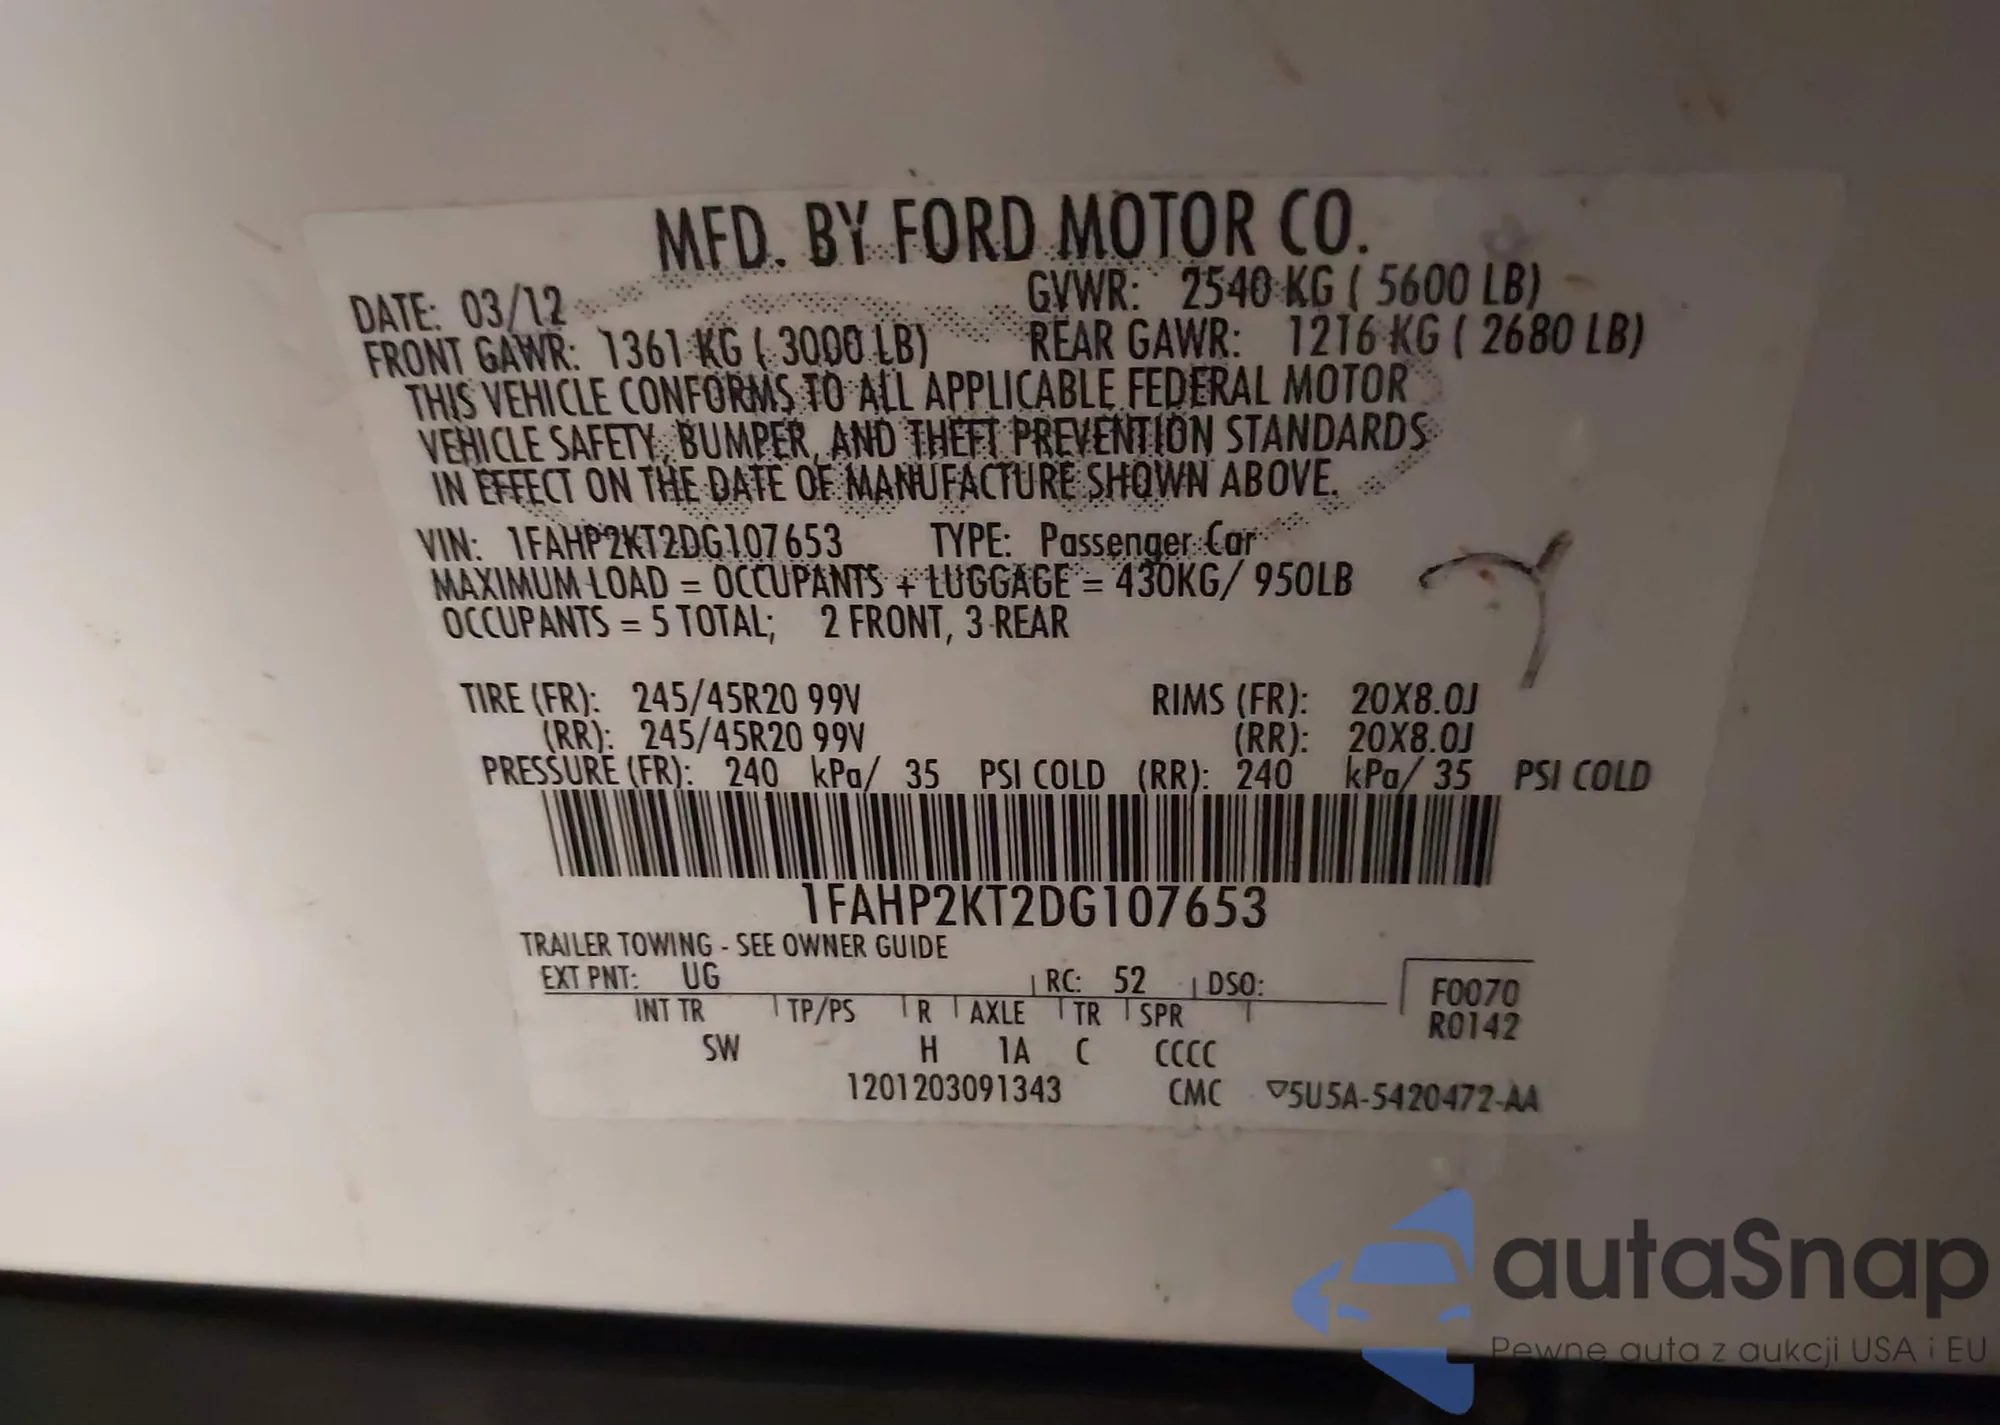 MFD. BY FORD MOTOR CO.
DATE: 03/12 GVWR: 2540 KG ( 5600 LB)
FRONT GAWR: 1361 KG ( 3000 LB) REAR GAWR: 1216 KG ( 2680 LB)
THIS VEHICLE CONFORMS TO ALL APPLICABLE FEDERAL MOTOR
VEHICLE SAFETY, BUMPER, AND THEFT PREVENTION STANDARDS
IN EFFECT ON THE DATE OF MANUFACTURE SHOWN ABOVE.
VIN: 1FAHP2KT2DG107653 TYPE: Passenger Car
MAXIMUM LOAD = OCCUPANTS + LUGGAGE = 430KG/ 950LB
OCCUPANTS = 5 TOTAL; 2 FRONT, 3 REAR
TIRE (FR): 245/45R20 99V RIMS (FR): 20X8.0J
(RR): 245/45R20 99V (RR): 20X8.0J
PRESSURE (FR): 240 kPa/ 35 PSI COLD (RR): 240 kPa/ 35 PSI COLD
1FAHP2KT2DG107653
TRAILER TOWING - SEE OWNER GUIDE
EXT PNT: UG RC: 52 DSO:
INT TR TP/PS R AXLE TR SPR
SW H 1A C CCCC
F0070
R0142
1201203091343 CMC ▽5U5A-5420472-AA
autaSnap
Pewne auta z aukcji USA i EU